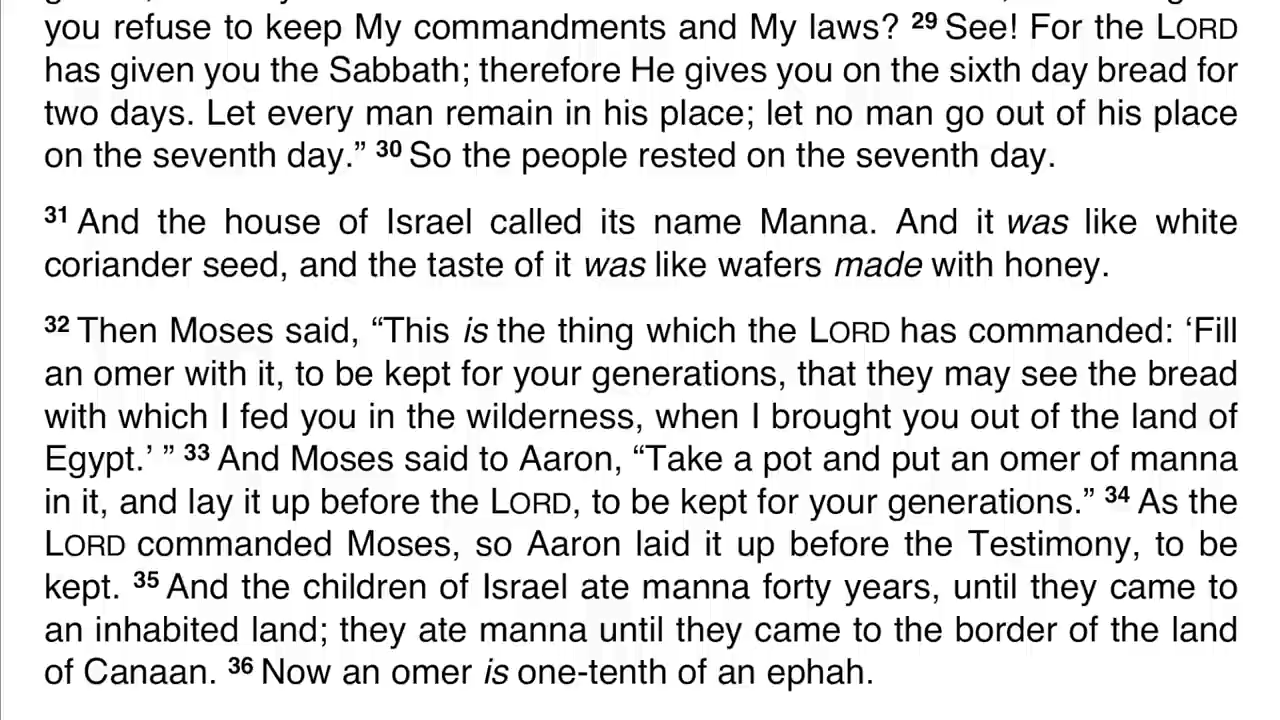 you refuse to keep My commandments and My laws? 29 See! For the LORD
has given you the Sabbath; therefore He gives you on the sixth day bread for
two days. Let every man remain in his place; let no man go out of his place
on the seventh day.” 30 So the people rested on the seventh day.
31 And the house of Israel called its name Manna. And it was like white
coriander seed, and the taste of it was like wafers made with honey.
32 Then Moses said, “This is the thing which the LORD has commanded: ‘Fill
an omer with it, to be kept for your generations, that they may see the bread
with which I fed you in the wilderness, when I brought you out of the land of
Egypt.’ ” 33 And Moses said to Aaron, “Take a pot and put an omer of manna
in it, and lay it up before the LORD, to be kept for your generations.” 34 As the
LORD commanded Moses, so Aaron laid it up before the Testimony, to be
kept. 35 And the children of Israel ate manna forty years, until they came to
an inhabited land; they ate manna until they came to the border of the land
of Canaan. 36 Now an omer is one-tenth of an ephah.